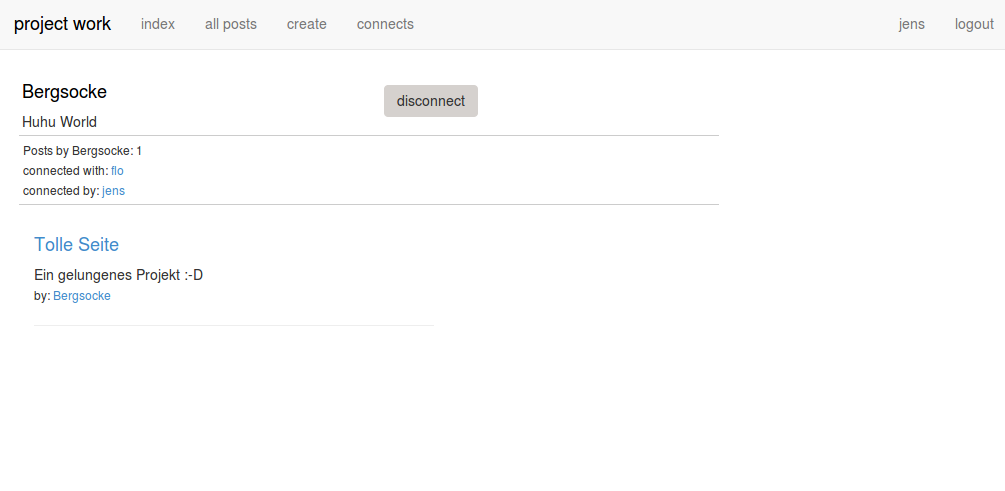 project work index all posts create connects jens logout
Bergsocke disconnect
Huhu World
Posts by Bergsocke: 1
connected with: flo
connected by: jens
Tolle Seite
Ein gelungenes Projekt :-D
by: Bergsocke